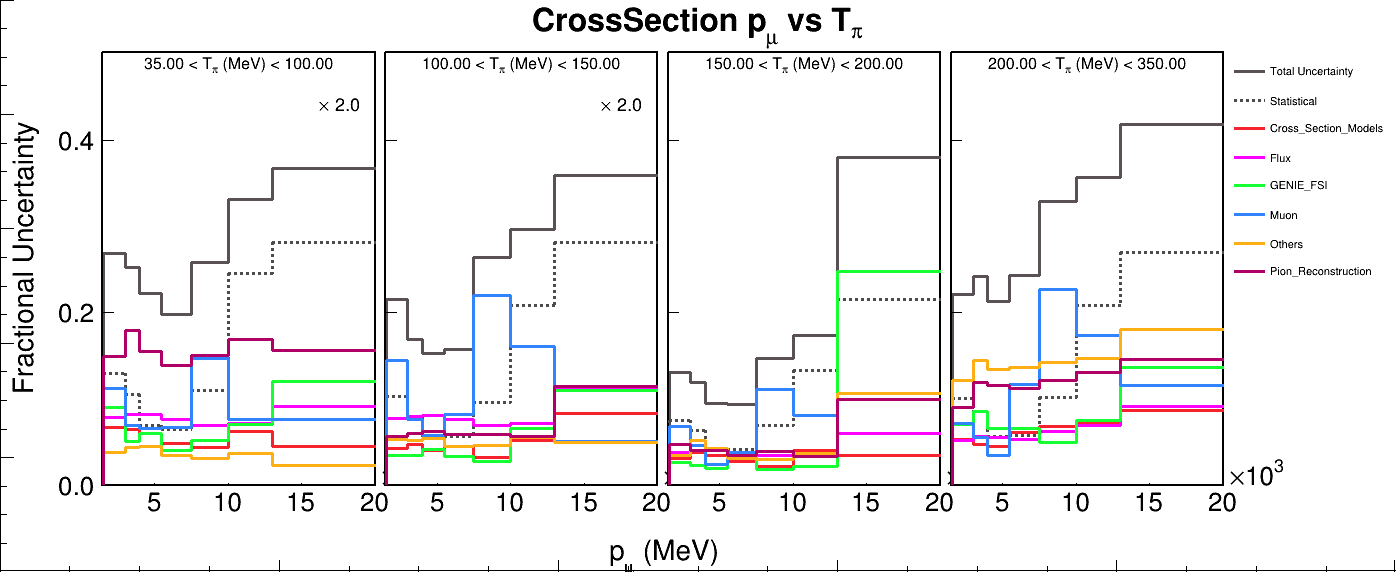 CrossSection p_μ vs T_π
35.00 < T_π (MeV) < 100.00
100.00 < T_π (MeV) < 150.00
150.00 < T_π (MeV) < 200.00
200.00 < T_π (MeV) < 350.00
× 2.0
× 2.0
Total Uncertainty
Statistical
Cross_Section_Models
Flux
GENIE_FSI
Muon
Others
Pion_Reconstruction
Fractional Uncertainty
0.4
0.2
0.0
5 10 15 20
5 10 15 20
5 10 15 20
5 10 15 20
×10³
p_μ (MeV)